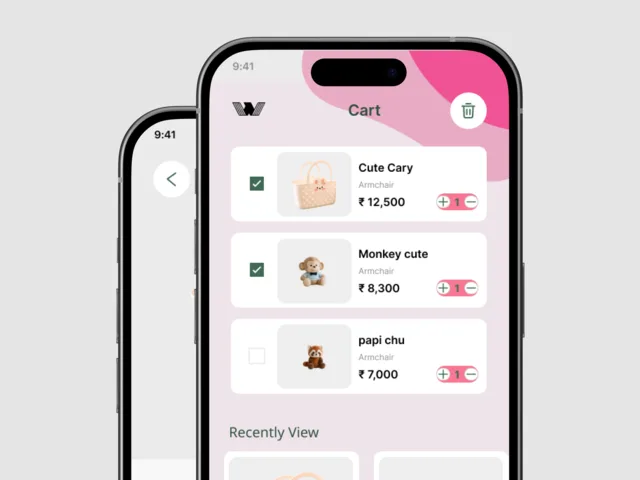 9:41
Cart
9:41
Cute Cary
Armchair
₹ 12,500
+ 1 −
Monkey cute
Armchair
₹ 8,300
+ 1 −
papi chu
Armchair
₹ 7,000
+ 1 −
Recently View